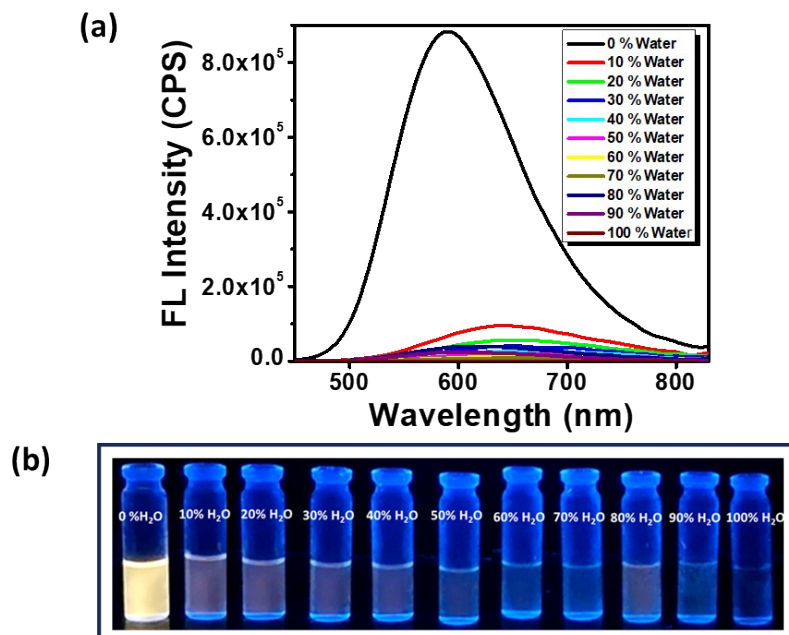 (a)
FL Intensity (CPS)
8.0x10⁵
6.0x10⁵
4.0x10⁵
2.0x10⁵
0.0
0 % Water
10 % Water
20 % Water
30 % Water
40 % Water
50 % Water
60 % Water
70 % Water
80 % Water
90 % Water
100 % Water
500 600 700 800
Wavelength (nm)
(b)
0 %H₂O 10% H₂O 20% H₂O 30% H₂O 40% H₂O 50% H₂O 60% H₂O 70% H₂O 80% H₂O 90% H₂O 100% H₂O